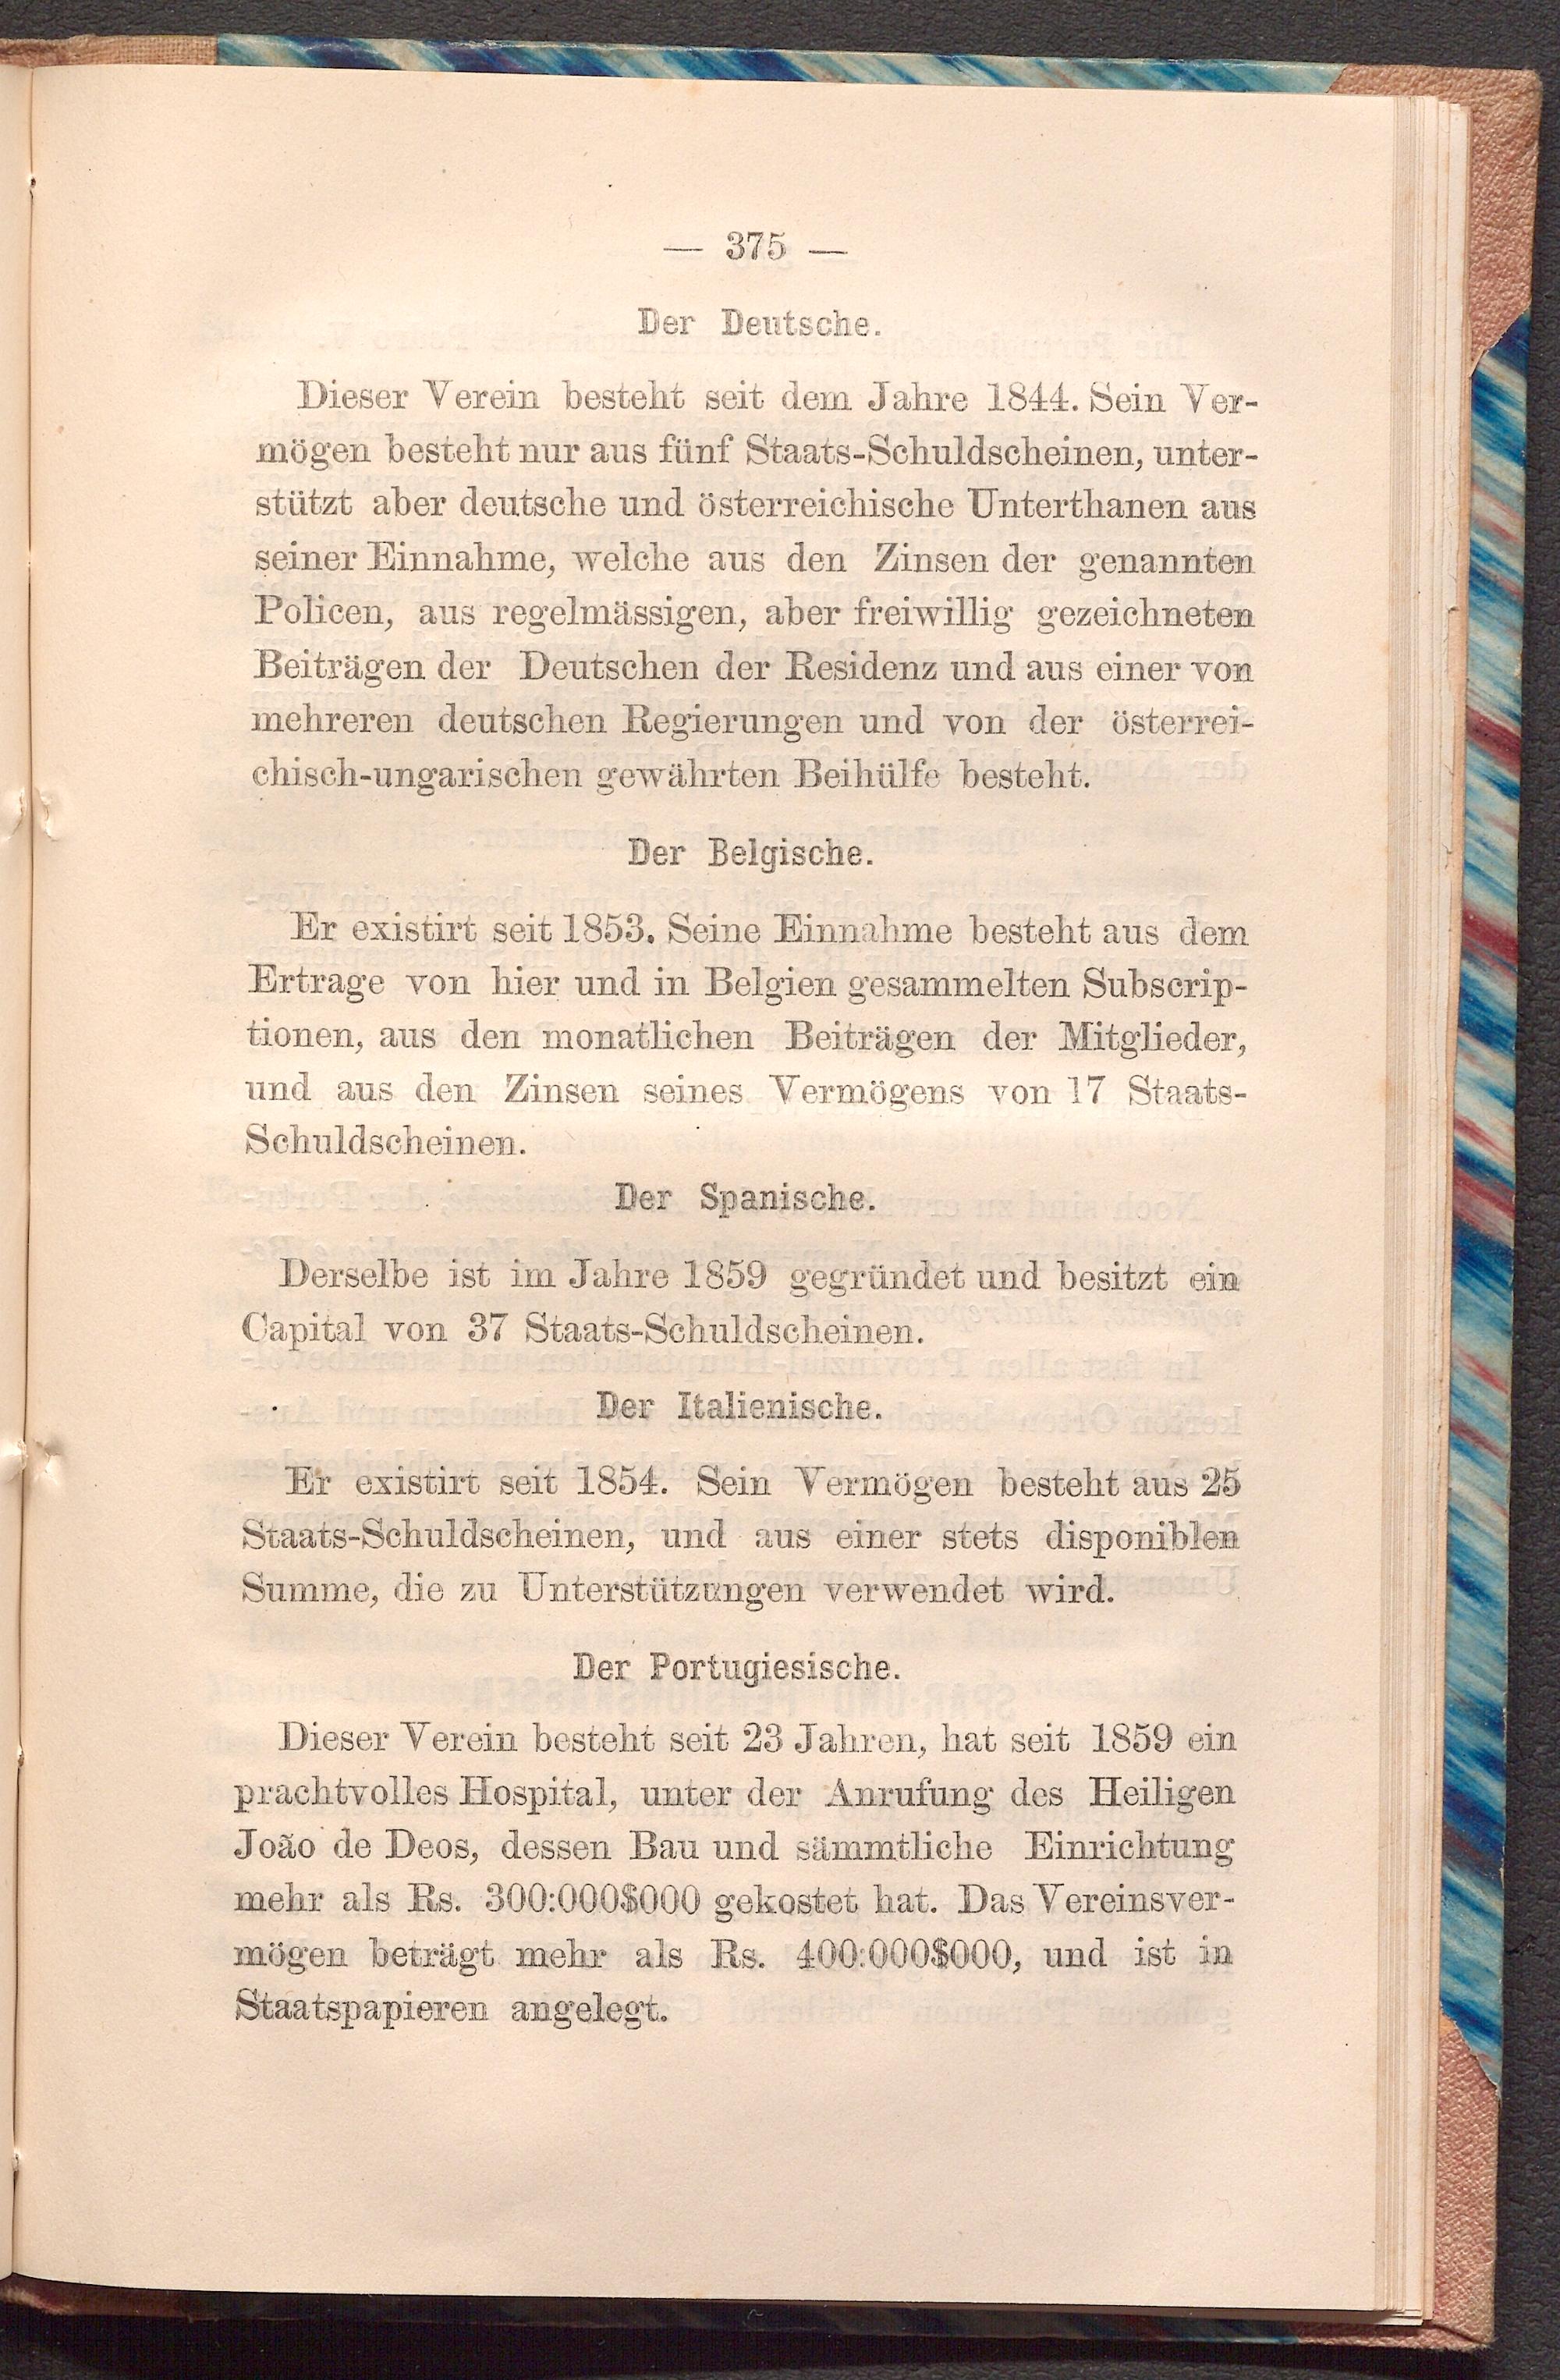 — 375 —
Der Deutsche.
Dieser Verein besteht seit dem Jahre 1844. Sein Ver-
mögen besteht nur aus fünf Staats-Schuldscheinen, unter-
stützt aber deutsche und österreichische Unterthanen aus
seiner Einnahme, welche aus den Zinsen der genannten
Policen, aus regelmässigen, aber freiwillig gezeichneten
Beiträgen der Deutschen der Residenz und aus einer von
mehreren deutschen Regierungen und von der österrei-
chisch-ungarischen gewährten Beihülfe besteht.
Der Belgische.
Er existirt seit 1853. Seine Einnahme besteht aus dem
Ertrage von hier und in Belgien gesammelten Subscrip-
tionen, aus den monatlichen Beiträgen der Mitglieder,
und aus den Zinsen seines Vermögens von 17 Staats-
Schuldscheinen.
Der Spanische.
Derselbe ist im Jahre 1859 gegründet und besitzt ein
Capital von 37 Staats-Schuldscheinen.
Der Italienische.
Er existirt seit 1854. Sein Vermögen besteht aus 25
Staats-Schuldscheinen, und aus einer stets disponiblen
Summe, die zu Unterstützungen verwendet wird.
Der Portugiesische.
Dieser Verein besteht seit 23 Jahren, hat seit 1859 ein
prachtvolles Hospital, unter der Anrufung des Heiligen
João de Deos, dessen Bau und sämmtliche Einrichtung
mehr als Rs. 300:000$000 gekostet hat. Das Vereinsver-
mögen beträgt mehr als Rs. 400:000$000, und ist in
Staatspapieren angelegt.